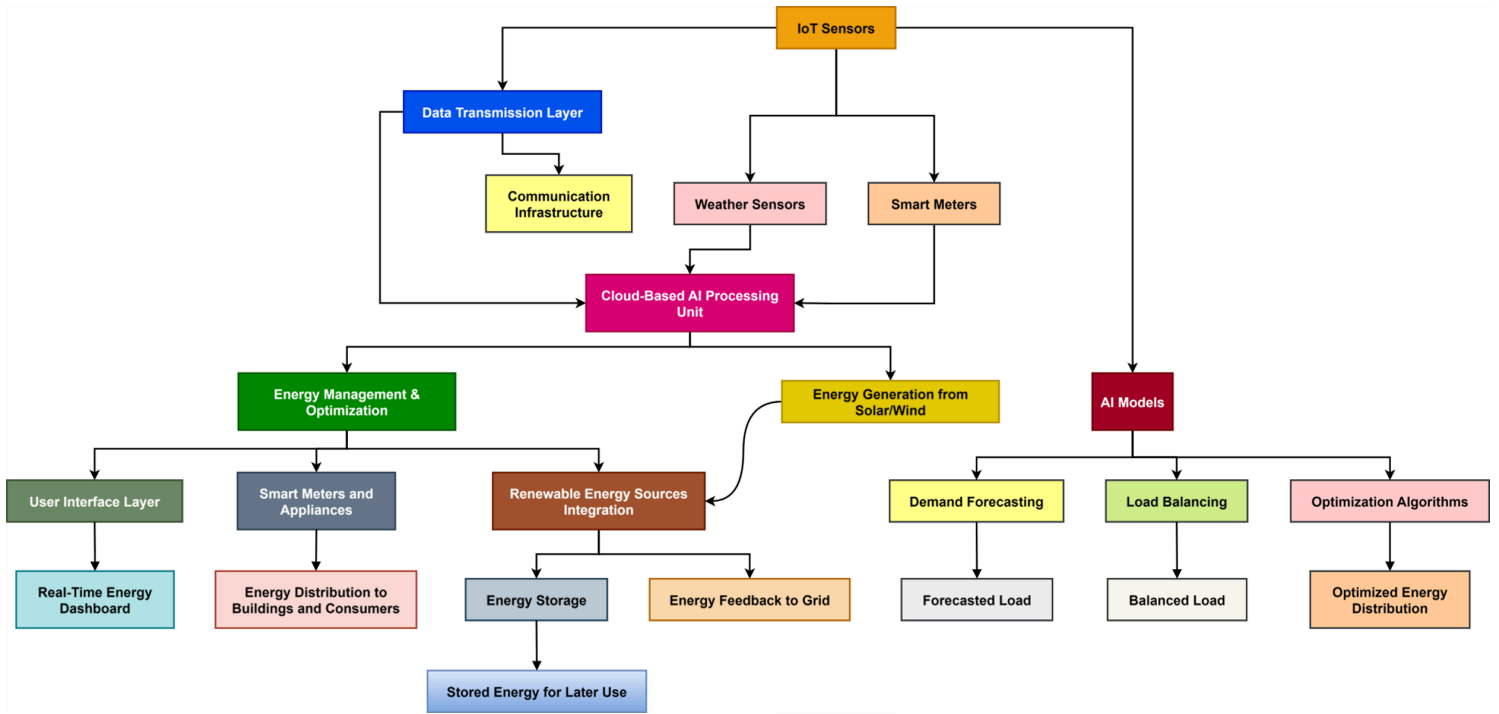 IoT Sensors
Data Transmission Layer
Communication
Infrastructure
Weather Sensors
Smart Meters
Cloud-Based AI Processing
Unit
Energy Management &
Optimization
Energy Generation from
Solar/Wind
AI Models
User Interface Layer
Smart Meters and
Appliances
Renewable Energy Sources
Integration
Demand Forecasting
Load Balancing
Optimization Algorithms
Real-Time Energy
Dashboard
Energy Distribution to
Buildings and Consumers
Energy Storage
Energy Feedback to Grid
Forecasted Load
Balanced Load
Optimized Energy
Distribution
Stored Energy for Later Use